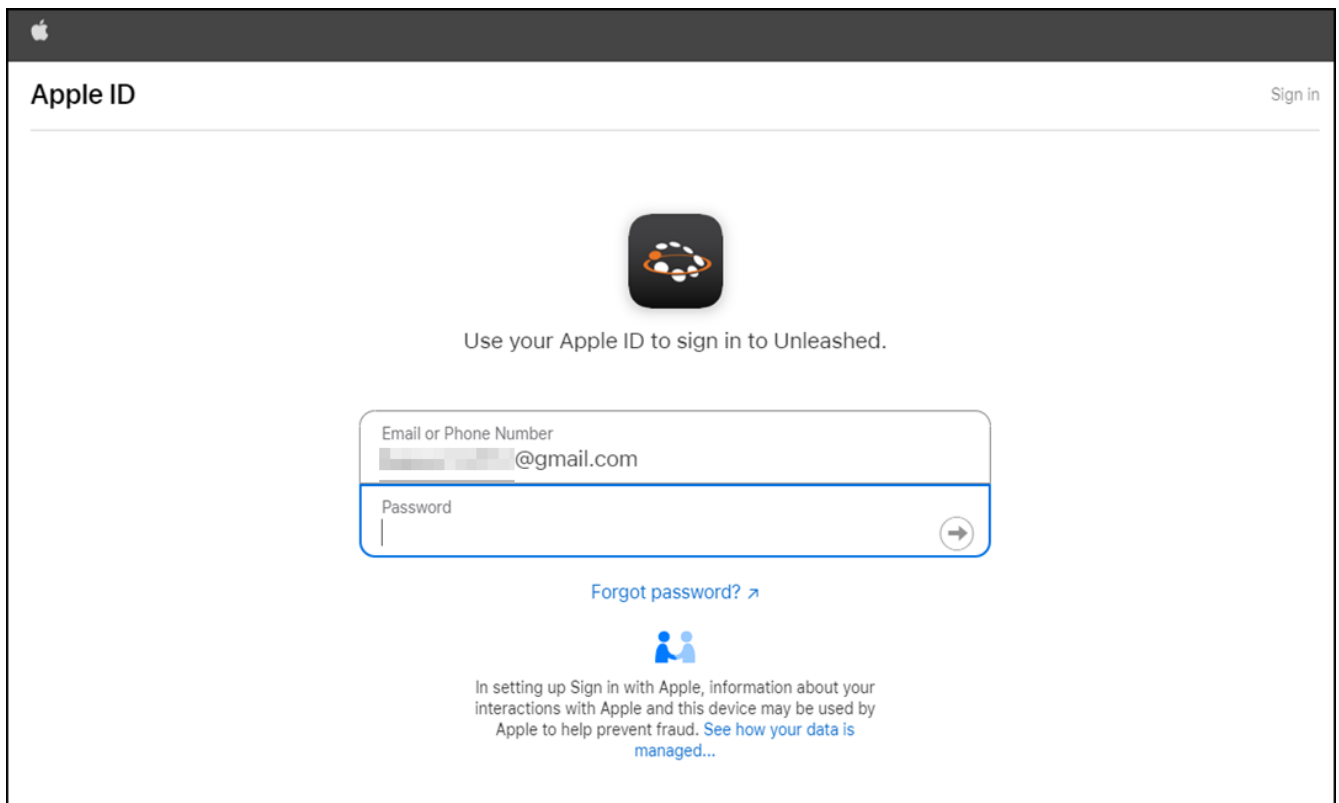 Apple ID
Sign in
Use your Apple ID to sign in to Unleashed.
Email or Phone Number
@gmail.com
Password
Forgot password? ↗
In setting up Sign in with Apple, information about your
interactions with Apple and this device may be used by
Apple to help prevent fraud. See how your data is
managed...